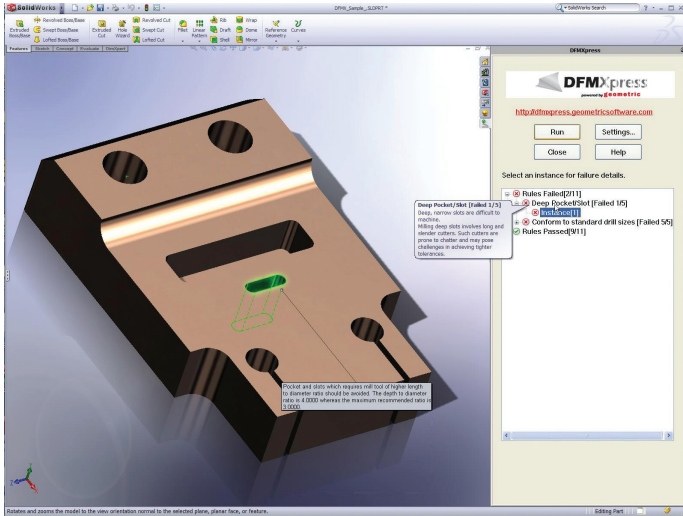 SolidWorks
DFMX_Sample_.SLDPRT *
SolidWorks Search
Extruded Boss/Base
Revolved Boss/Base
Swept Boss/Base
Lofted Boss/Base
Extruded Cut
Hole Wizard
Revolved Cut
Swept Cut
Lofted Cut
Fillet
Linear Pattern
Rib
Draft
Shell
Wrap
Dome
Mirror
Reference Geometry
Curves
Features
Sketch
Concept
Evaluate
DimXpert
DFMXpress
DFMXpress
powered by geometric
http://dfmxpress.geometricsoftware.com
Run
Settings...
Close
Help
Select an instance for failure details.
Rules Failed[2/11]
Deep Pocket/Slot [Failed 1/5]
Instance[1]
Conform to standard drill sizes [Failed 5/5]
Rules Passed[9/11]
Deep Pocket/Slot [Failed 1/5]
Deep, narrow slots are difficult to
machine.
Milling deep slots involves long and
slender cutters. Such cutters are
prone to chatter and may pose
challenges in achieving tighter
tolerances.
Pocket and slots which requires mill tool of higher length
to diameter ratio should be avoided. The depth to diameter
ratio is 4.0000 whereas the maximum recommended ratio is
3.0000
Rotates and zooms the model to the view orientation normal to the selected plane, planar face, or feature.
Editing Part